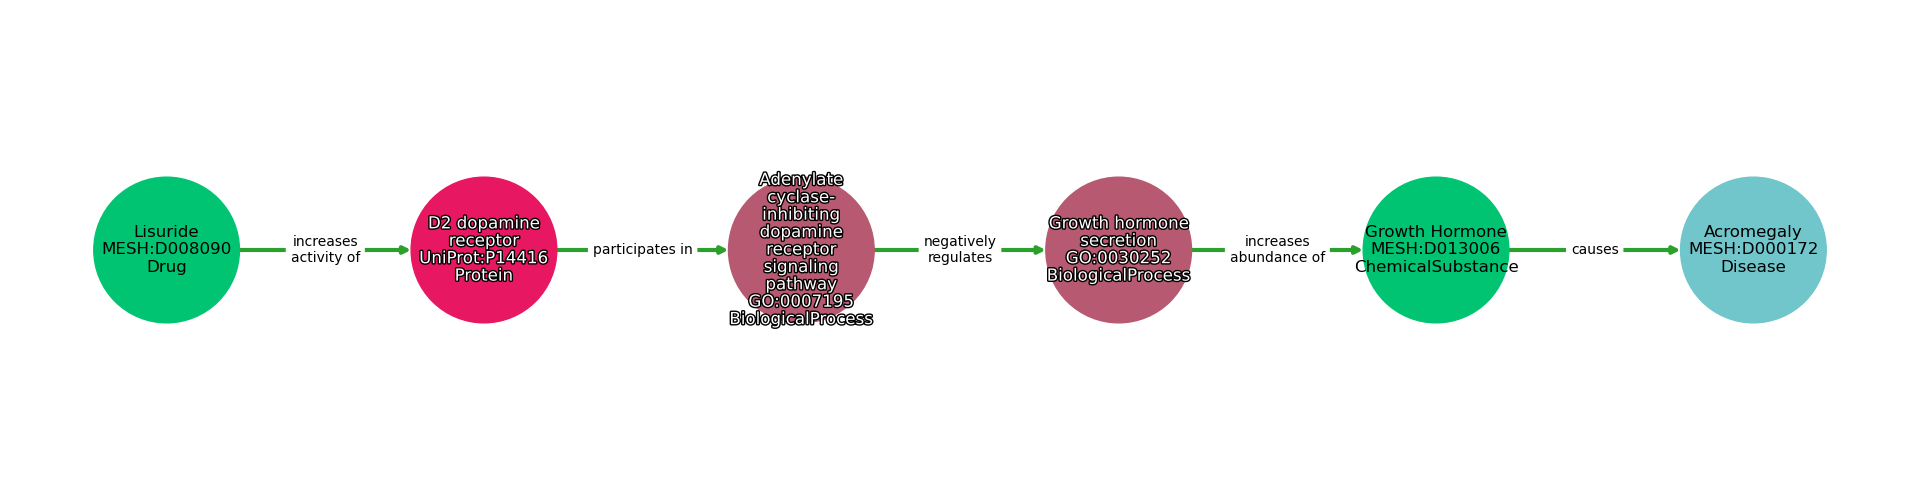 Lisuride
MESH:D008090
Drug
increases
activity of
D2 dopamine
receptor
UniProt:P14416
Protein
participates in
Adenylate
cyclase-
inhibiting
dopamine
receptor
signaling
pathway
GO:0007195
BiologicalProcess
negatively
regulates
Growth hormone
secretion
GO:0030252
BiologicalProcess
increases
abundance of
Growth Hormone
MESH:D013006
ChemicalSubstance
causes
Acromegaly
MESH:D000172
Disease